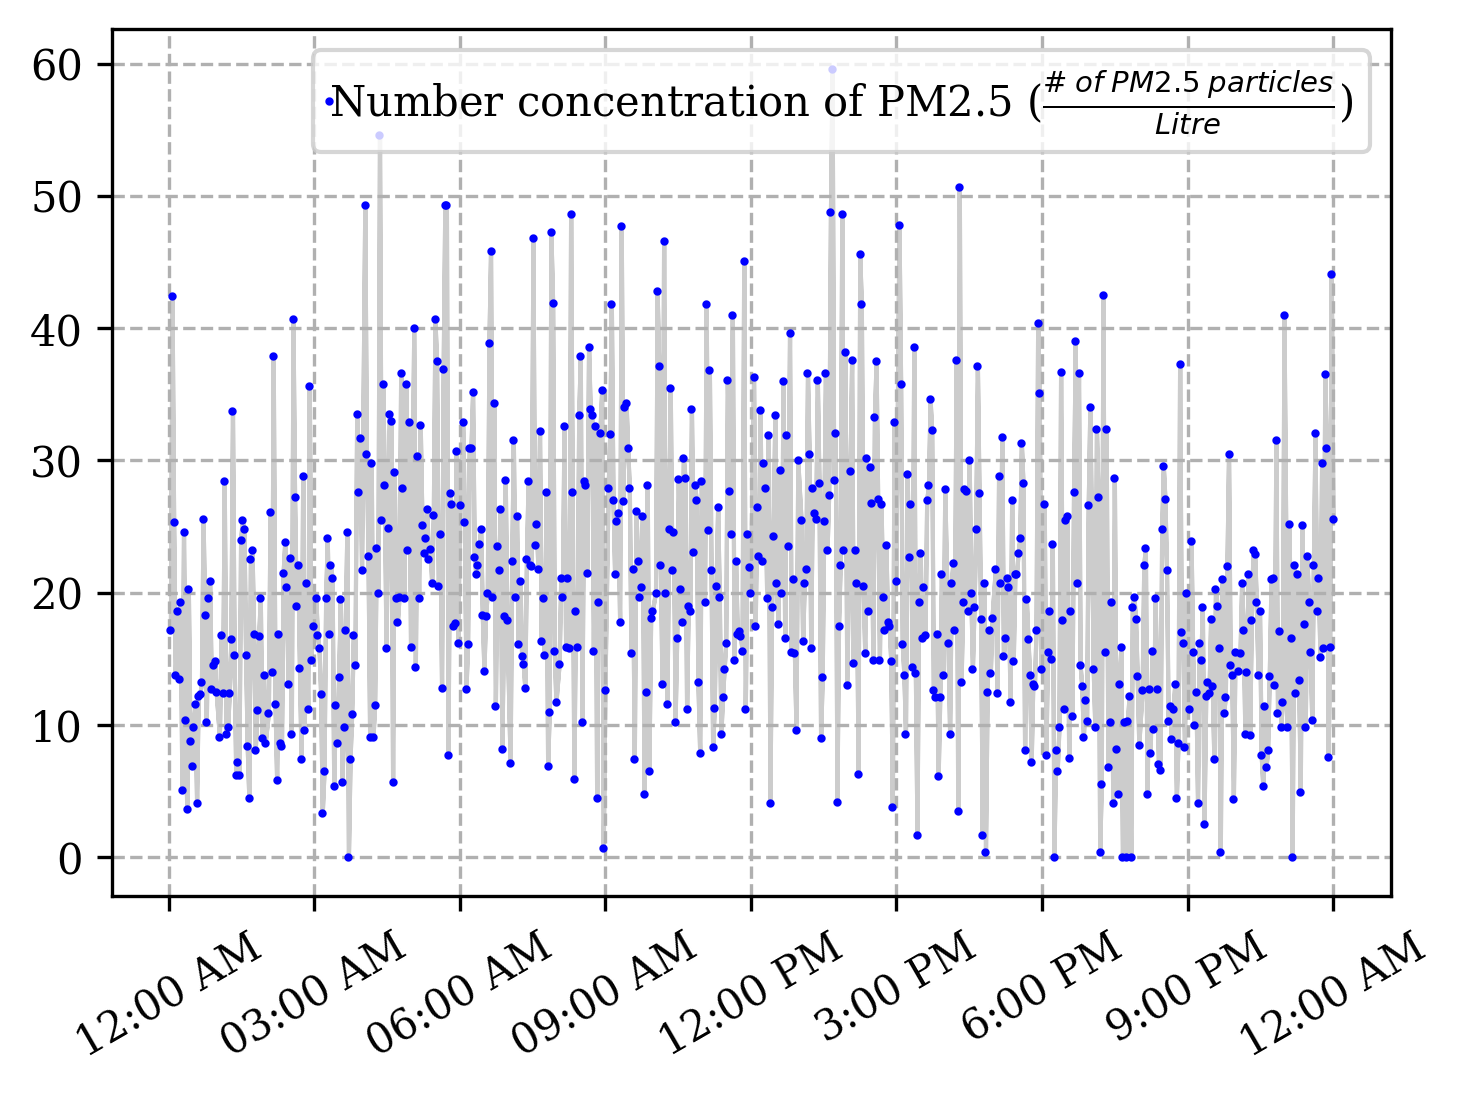 60
50
40
30
20
10
0
Number concentration of PM2.5 (# of PM2.5 particles / Litre)
12:00 AM
03:00 AM
06:00 AM
09:00 AM
12:00 PM
3:00 PM
6:00 PM
9:00 PM
12:00 AM